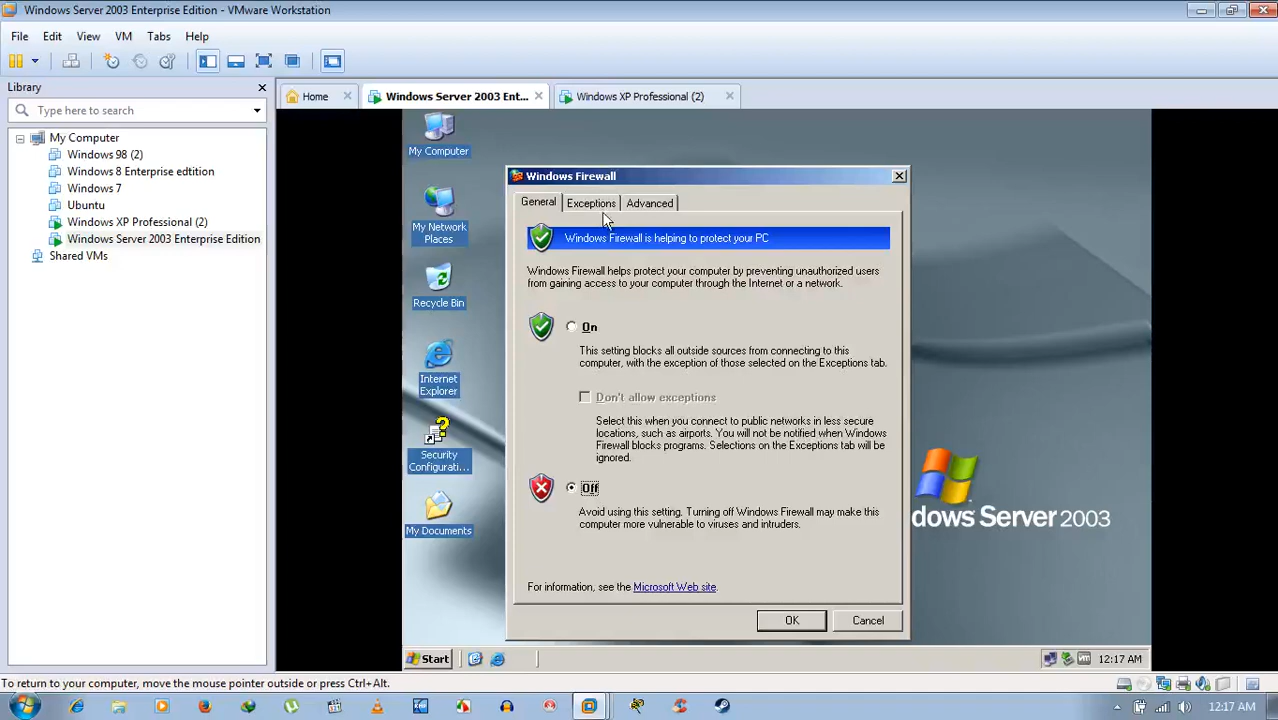 Windows Server 2003 Enterprise Edition - VMware Workstation
File Edit View VM Tabs Help
Library
Type here to search
My Computer
Windows 98 (2)
Windows 8 Enterprise edtition
Windows 7
Ubuntu
Windows XP Professional (2)
Windows Server 2003 Enterprise Edition
Shared VMs
Home
Windows Server 2003 Ent...
Windows XP Professional (2)
My Computer
My Network
Places
Recycle Bin
Internet
Explorer
Security
Configurati...
My Documents
Windows Firewall
General Exceptions Advanced
Windows Firewall is helping to protect your PC
Windows Firewall helps protect your computer by preventing unauthorized users
from gaining access to your computer through the Internet or a network.
On
This setting blocks all outside sources from connecting to this
computer, with the exception of those selected on the Exceptions tab.
Don't allow exceptions
Select this when you connect to public networks in less secure
locations, such as airports. You will not be notified when Windows
Firewall blocks programs. Selections on the Exceptions tab will be
ignored.
Off
Avoid using this setting. Turning off Windows Firewall may make this
computer more vulnerable to viruses and intruders.
For information, see the Microsoft Web site.
OK Cancel
dows Server 2003
Start
12:17 AM
To return to your computer, move the mouse pointer outside or press Ctrl+Alt.
12:17 AM